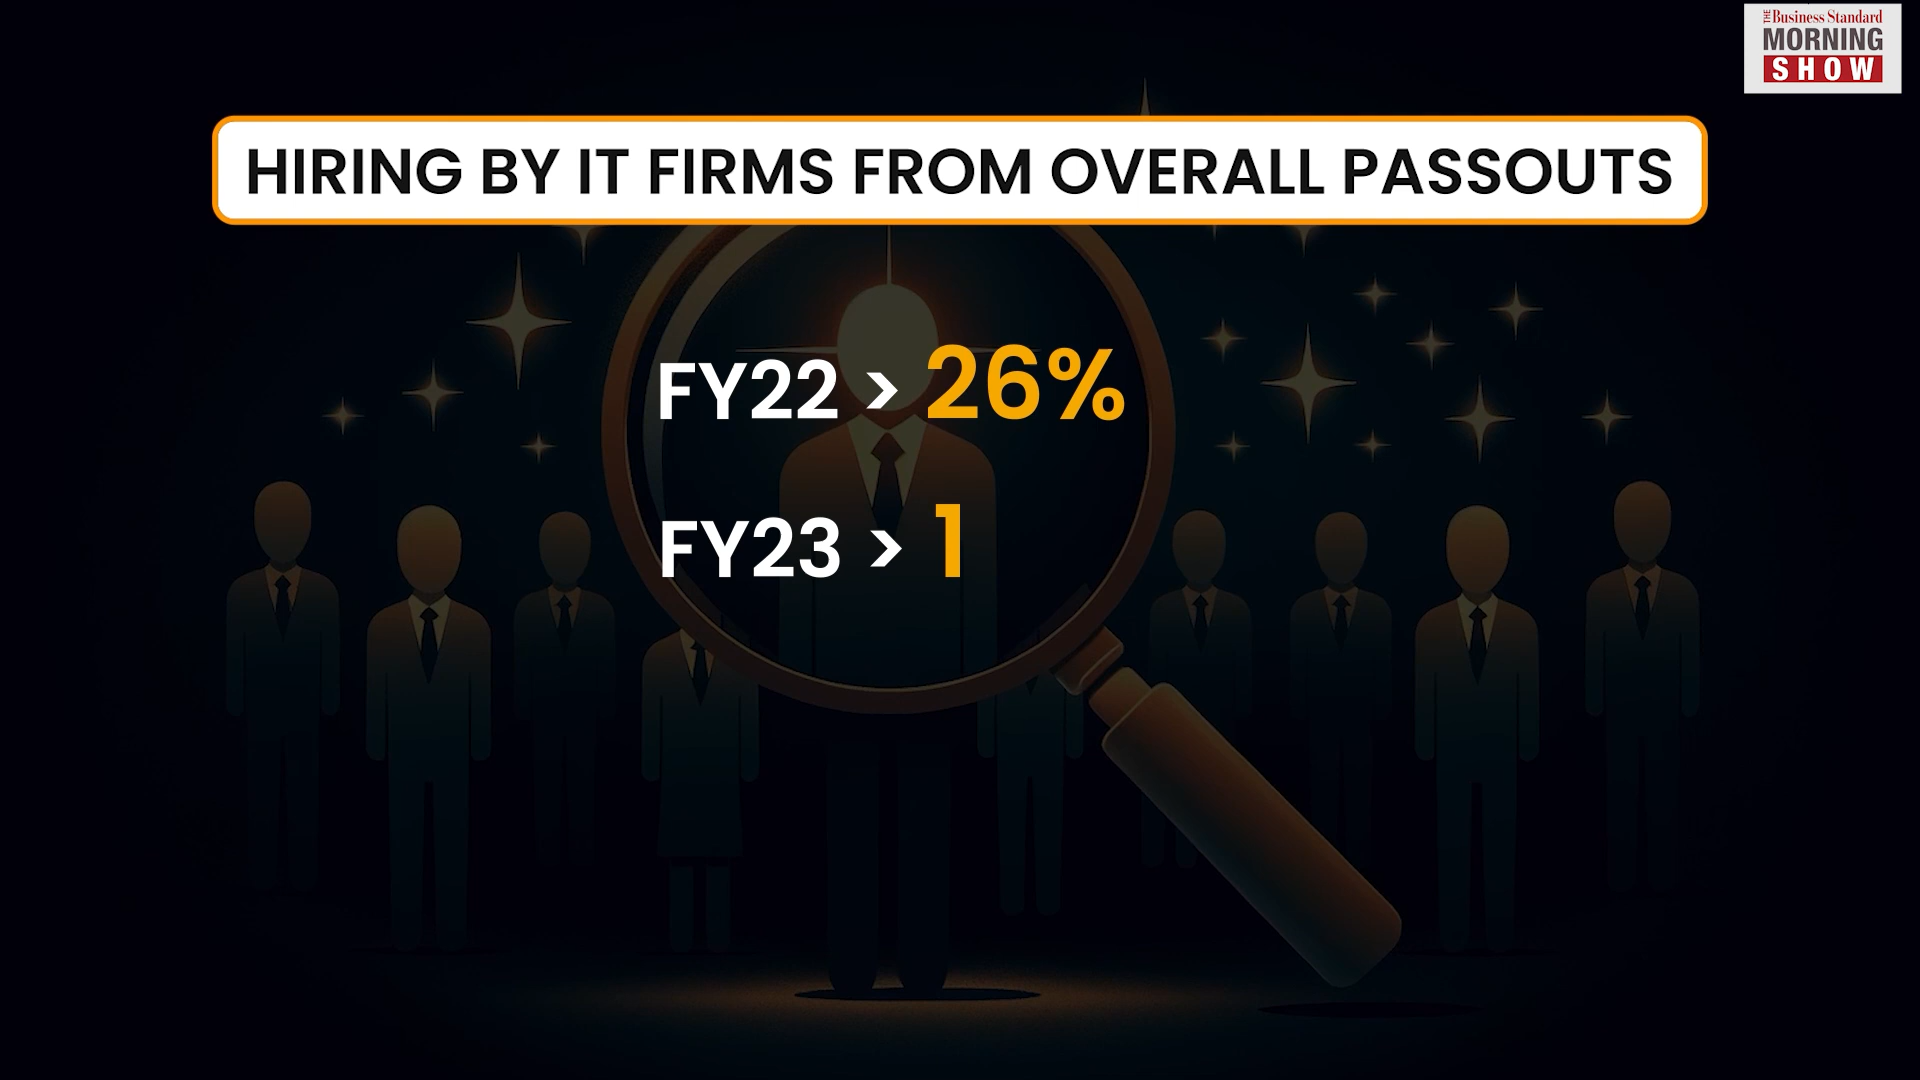 THE Business Standard
MORNING
SHOW
HIRING BY IT FIRMS FROM OVERALL PASSOUTS
FY22 > 26%
FY23 > 1